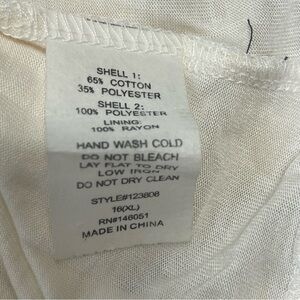 SHELL 1:
65% COTTON
35% POLYESTER
SHELL 2:
100% POLYESTER
LINING:
100% RAYON
HAND WASH COLD
DO NOT BLEACH
LAY FLAT TO DRY
LOW IRON
DO NOT DRY CLEAN
STYLE#123808
16(XL)
RN#146051
MADE IN CHINA